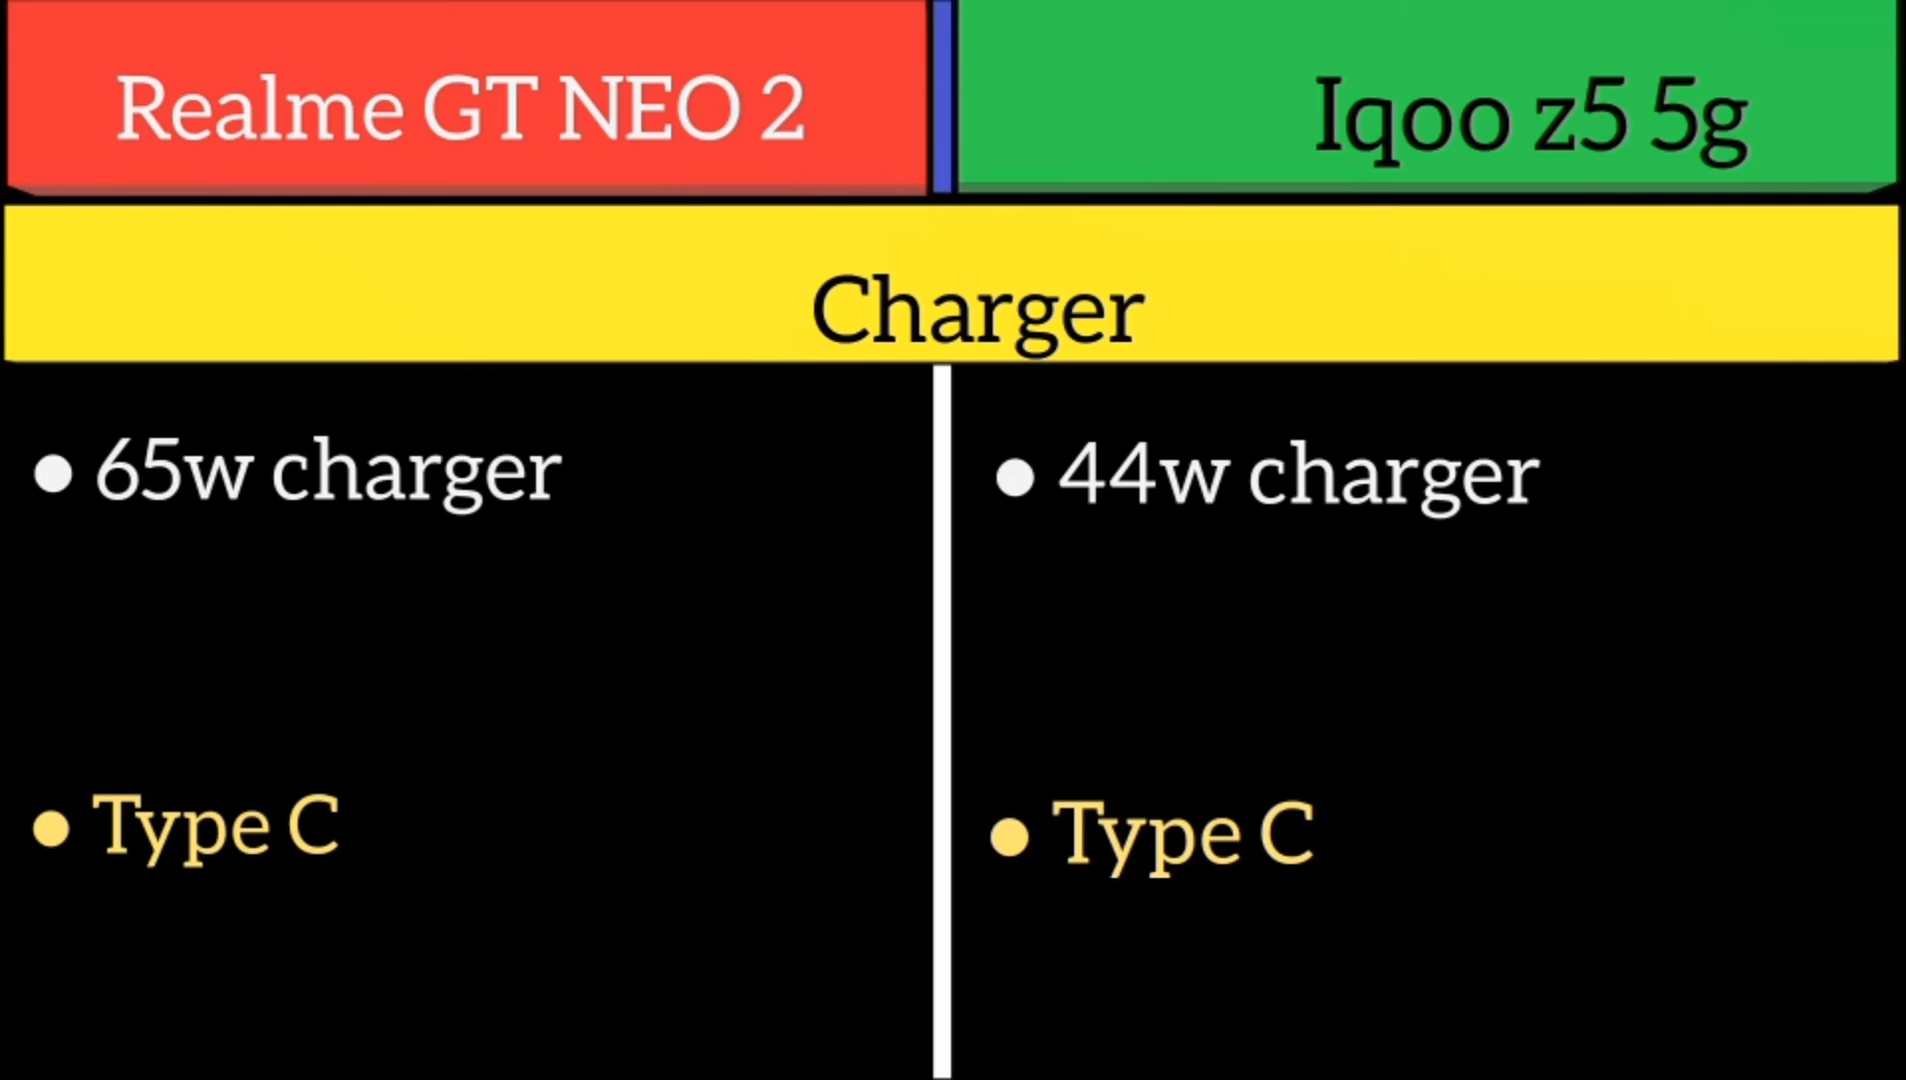 Realme GT NEO 2
Iqoo z5 5g
Charger
• 65w charger
• 44w charger
• Type C
• Type C